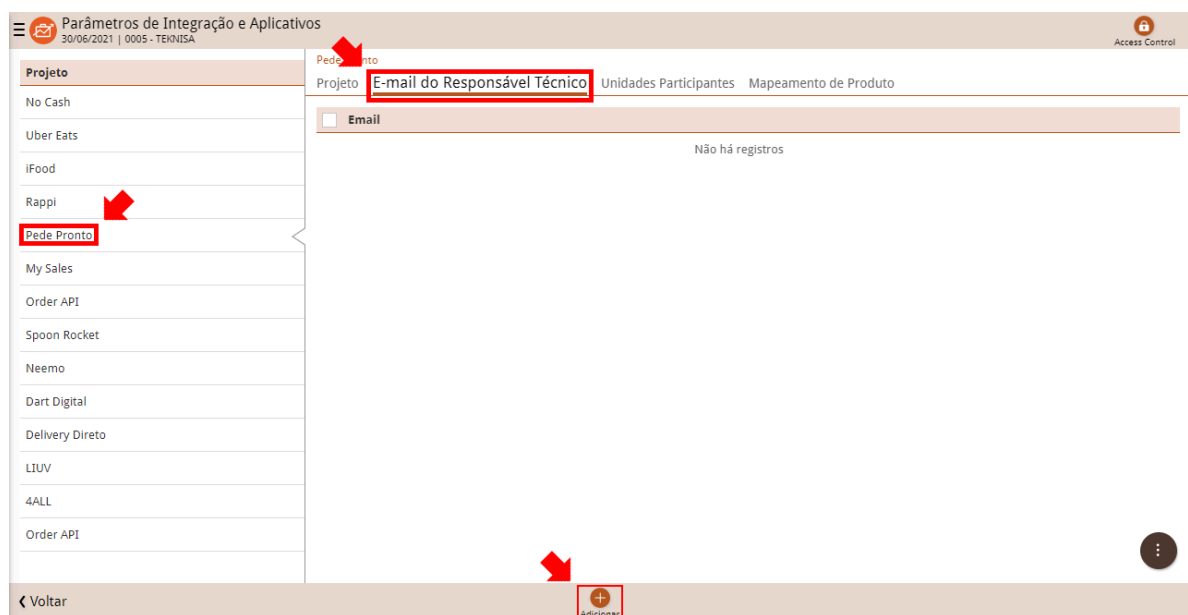 Parâmetros de Integração e Aplicativos
30/06/2021 | 0005 - TEKNISA
Access Control
Projeto
No Cash
Uber Eats
iFood
Rappi
Pede Pronto
My Sales
Order API
Spoon Rocket
Neemo
Dart Digital
Delivery Direto
LIUV
4ALL
Order API
Projeto E-mail do Responsável Técnico Unidades Participantes Mapeamento de Produto
Email
Não há registros
Voltar
Adicionar